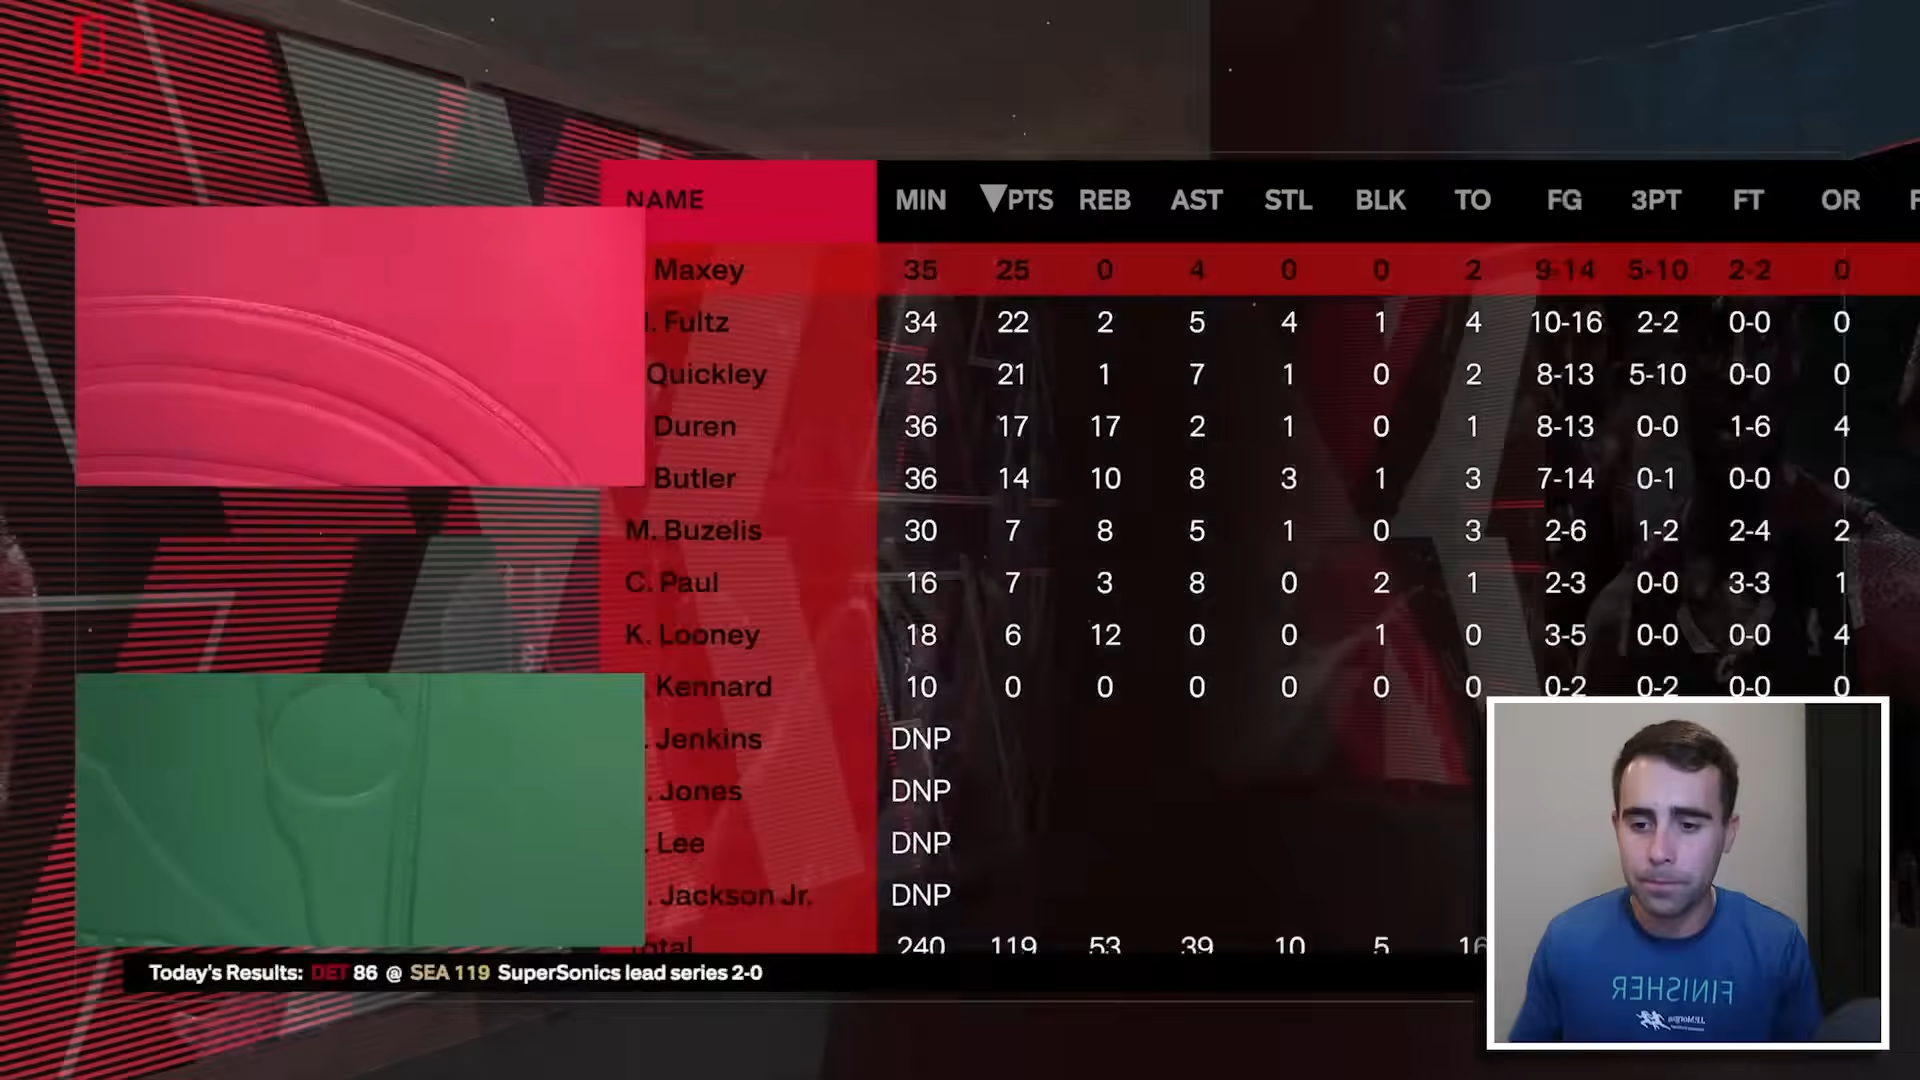 NAME MIN ▼PTS REB AST STL BLK TO FG 3PT FT OR F
Maxey 35 25 0 4 0 0 2 9-14 5-10 2-2 0
. Fultz 34 22 2 5 4 1 4 10-16 2-2 0-0 0
Quickley 25 21 1 7 1 0 2 8-13 5-10 0-0 0
Duren 36 17 17 2 1 0 1 8-13 0-0 1-6 4
Butler 36 14 10 8 3 1 3 7-14 0-1 0-0 0
M. Buzelis 30 7 8 5 1 0 3 2-6 1-2 2-4 2
C. Paul 16 7 3 8 0 2 1 2-3 0-0 3-3 1
K. Looney 18 6 12 0 0 1 0 3-5 0-0 0-0 4
. Kennard 10 0 0 0 0 0 0 0-2 0-2 0-0 0
. Jenkins DNP
. Jones DNP
. Lee DNP
. Jackson Jr. DNP
Total 240 119 53 39 10 5 16
Today's Results: DET 86 @ SEA 119 SuperSonics lead series 2-0
FINISHER
J.P.Morgan